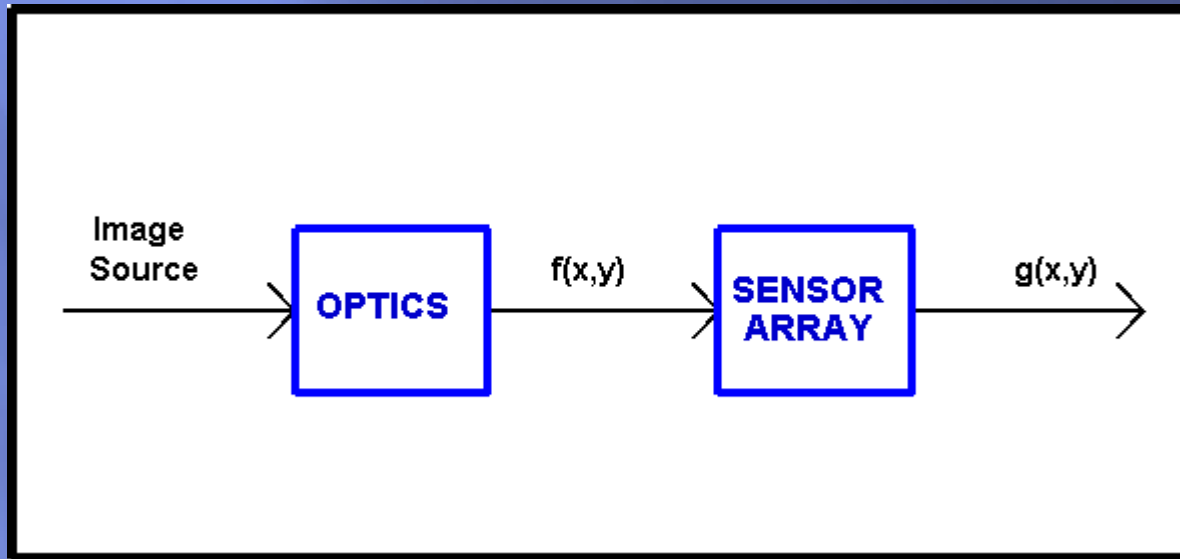 Image
Source
OPTICS
f(x,y)
SENSOR
ARRAY
g(x,y)